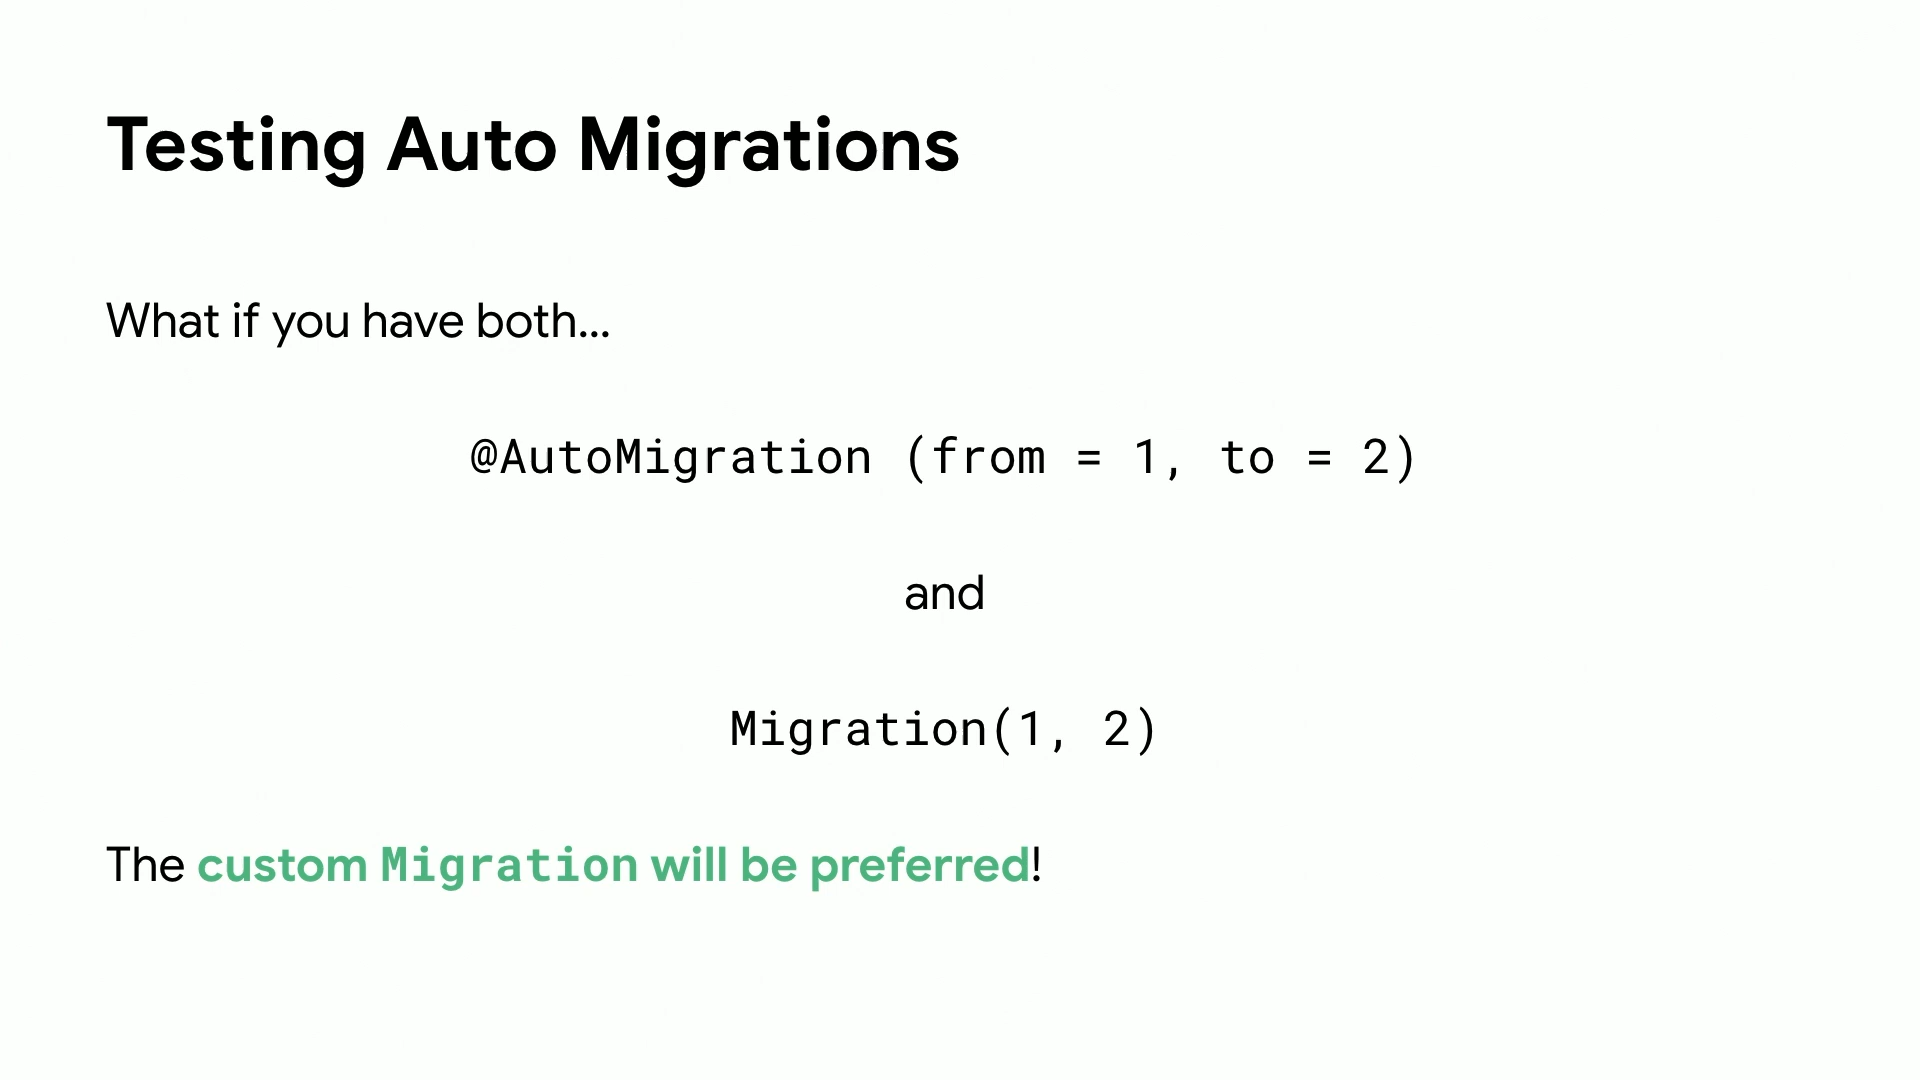 Testing Auto Migrations
What if you have both...
@AutoMigration (from = 1, to = 2)
and
Migration(1, 2)
The custom Migration will be preferred!